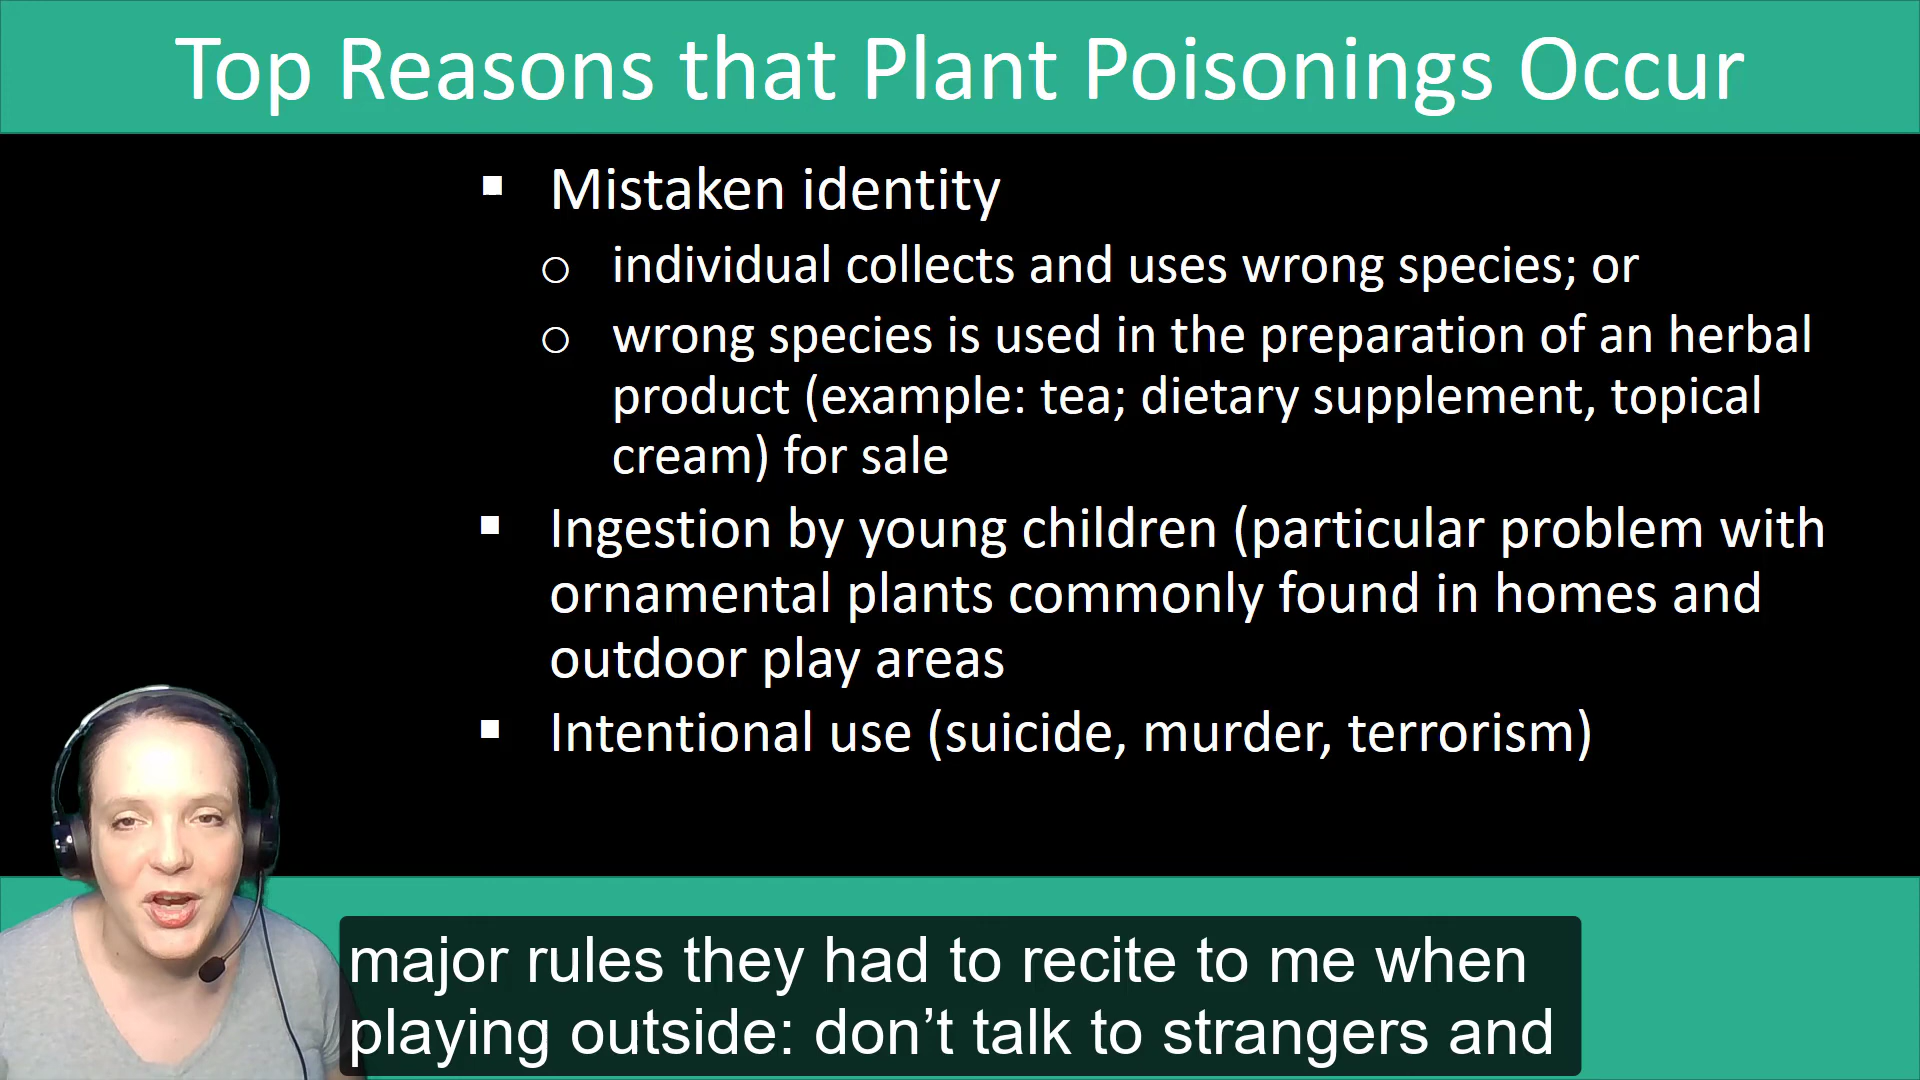 Top Reasons that Plant Poisonings Occur
▪ Mistaken identity
o individual collects and uses wrong species; or
o wrong species is used in the preparation of an herbal
product (example: tea; dietary supplement, topical
cream) for sale
▪ Ingestion by young children (particular problem with
ornamental plants commonly found in homes and
outdoor play areas
▪ Intentional use (suicide, murder, terrorism)
major rules they had to recite to me when
playing outside: don’t talk to strangers and